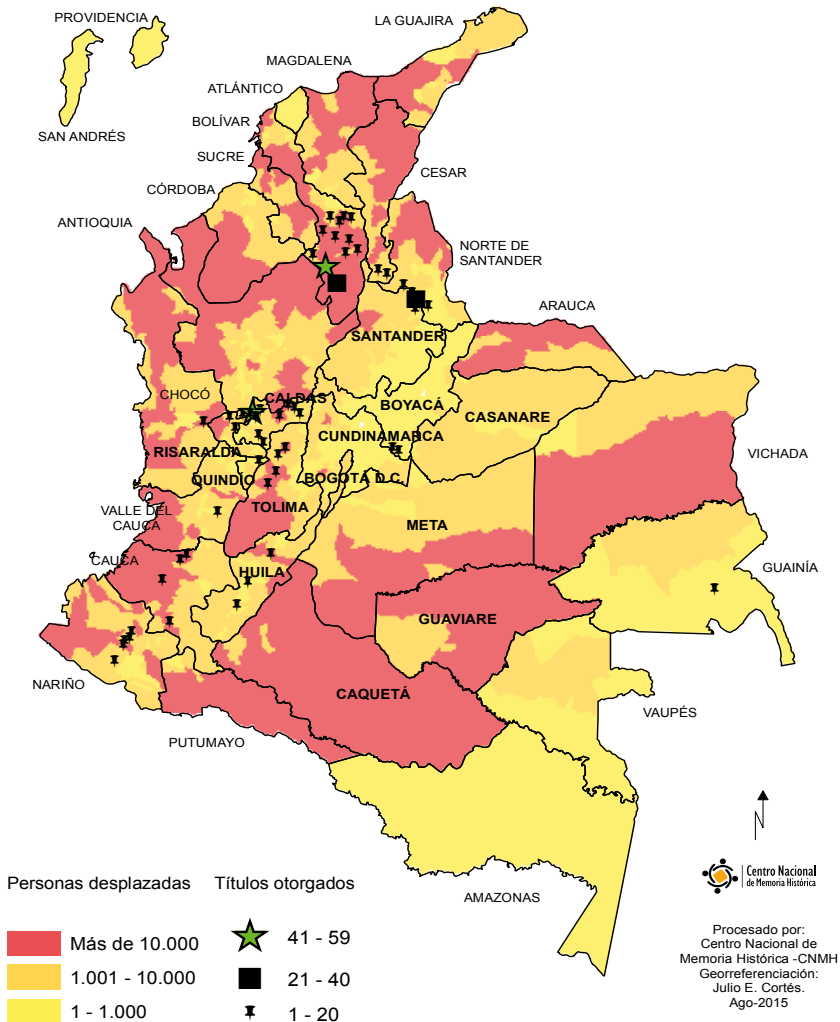 PROVIDENCIA
LA GUAJIRA
MAGDALENA
ATLÁNTICO
BOLÍVAR
SAN ANDRÉS
SUCRE
CESAR
CÓRDOBA
ANTIOQUIA
NORTE DE
SANTANDER
ARAUCA
SANTANDER
CHOCÓ
CALDAS
BOYACÁ
CASANARE
CUNDINAMARCA
RISARALDA
VICHADA
QUINDÍO
BOGOTÁ D.C.
VALLE DEL
CAUCA
TOLIMA
META
CAUCA
HUILA
GUAINÍA
GUAVIARE
NARIÑO
CAQUETÁ
VAUPÉS
PUTUMAYO
AMAZONAS
N
Centro Nacional
de Memoria Histórica
Procesado por:
Centro Nacional de
Memoria Histórica -CNMH
Georreferenciación:
Julio E. Cortés.
Ago-2015
Personas desplazadas
Más de 10.000
1.001 - 10.000
1 - 1.000
Títulos otorgados
41 - 59
21 - 40
1 - 20